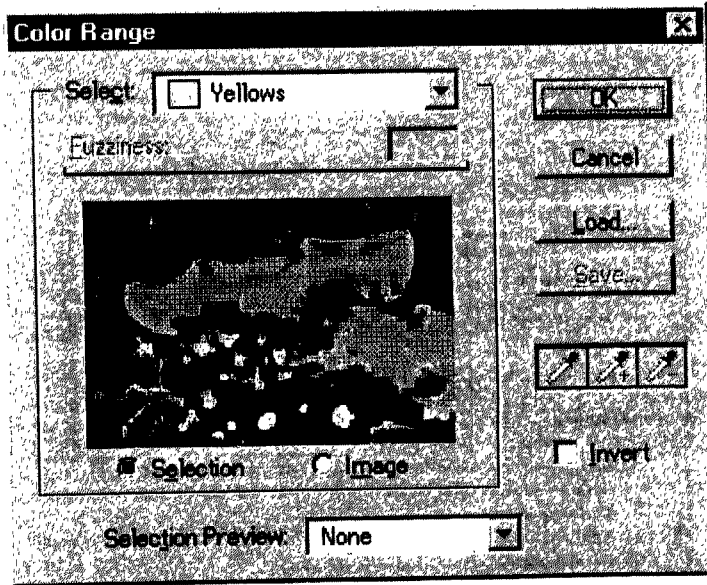 Color Range
Select: Yellows
Fuzziness:
OK
Cancel
Load...
Save...
Selection Image
Invert
Selection Preview: None